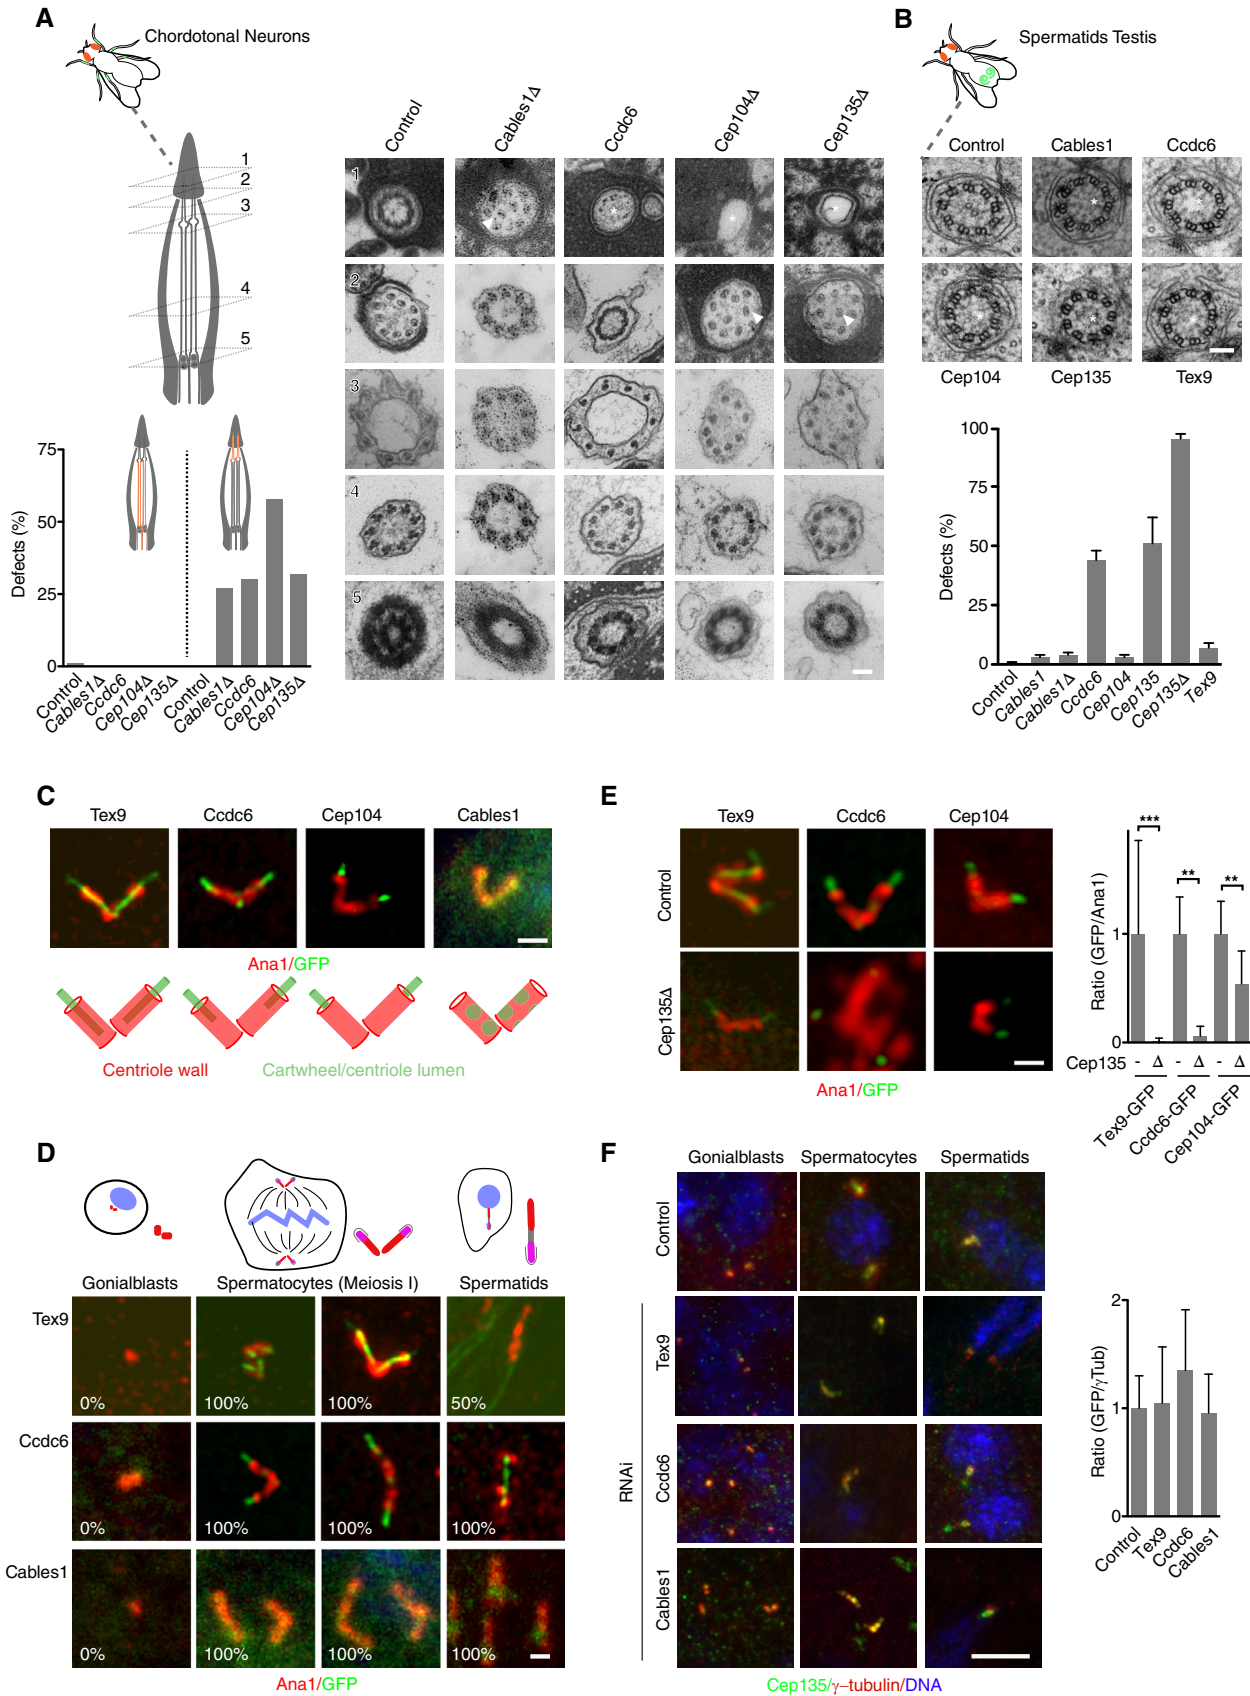 A
Chordotonal Neurons
1
2
3
4
5
Control
Cables1Δ
Ccdc6
Cep104Δ
Cep135Δ
1
2
3
4
5
Defects (%)
75
50
25
0
Control
Cables1Δ
Ccdc6
Cep104Δ
Cep135Δ
Control
Cables1Δ
Ccdc6
Cep104Δ
Cep135Δ
B
Spermatids Testis
Control Cables1 Ccdc6
Cep104 Cep135 Tex9
Defects (%)
100
75
50
25
0
Control
Cables1
Cables1Δ
Ccdc6
Cep104
Cep135
Cep135Δ
Tex9
C
Tex9 Ccdc6 Cep104 Cables1
Ana1/GFP
Centriole wall Cartwheel/centriole lumen
D
Gonialblasts Spermatocytes (Meiosis I) Spermatids
Tex9
0% 100% 100% 50%
Ccdc6
0% 100% 100% 100%
Cables1
0% 100% 100% 100%
Ana1/GFP
E
Tex9 Ccdc6 Cep104
Control
Cep135Δ
Ana1/GFP
Ratio (GFP/Ana1)
*** ** **
1
0
Cep135 - Δ - Δ - Δ
Tex9-GFP
Ccdc6-GFP
Cep104-GFP
F
Gonialblasts Spermatocytes Spermatids
Control
RNAi
Tex9
Ccdc6
Cables1
Cep135/γ−tubulin/DNA
Ratio (GFP/γTub)
2
1
0
Control
Tex9
Ccdc6
Cables1